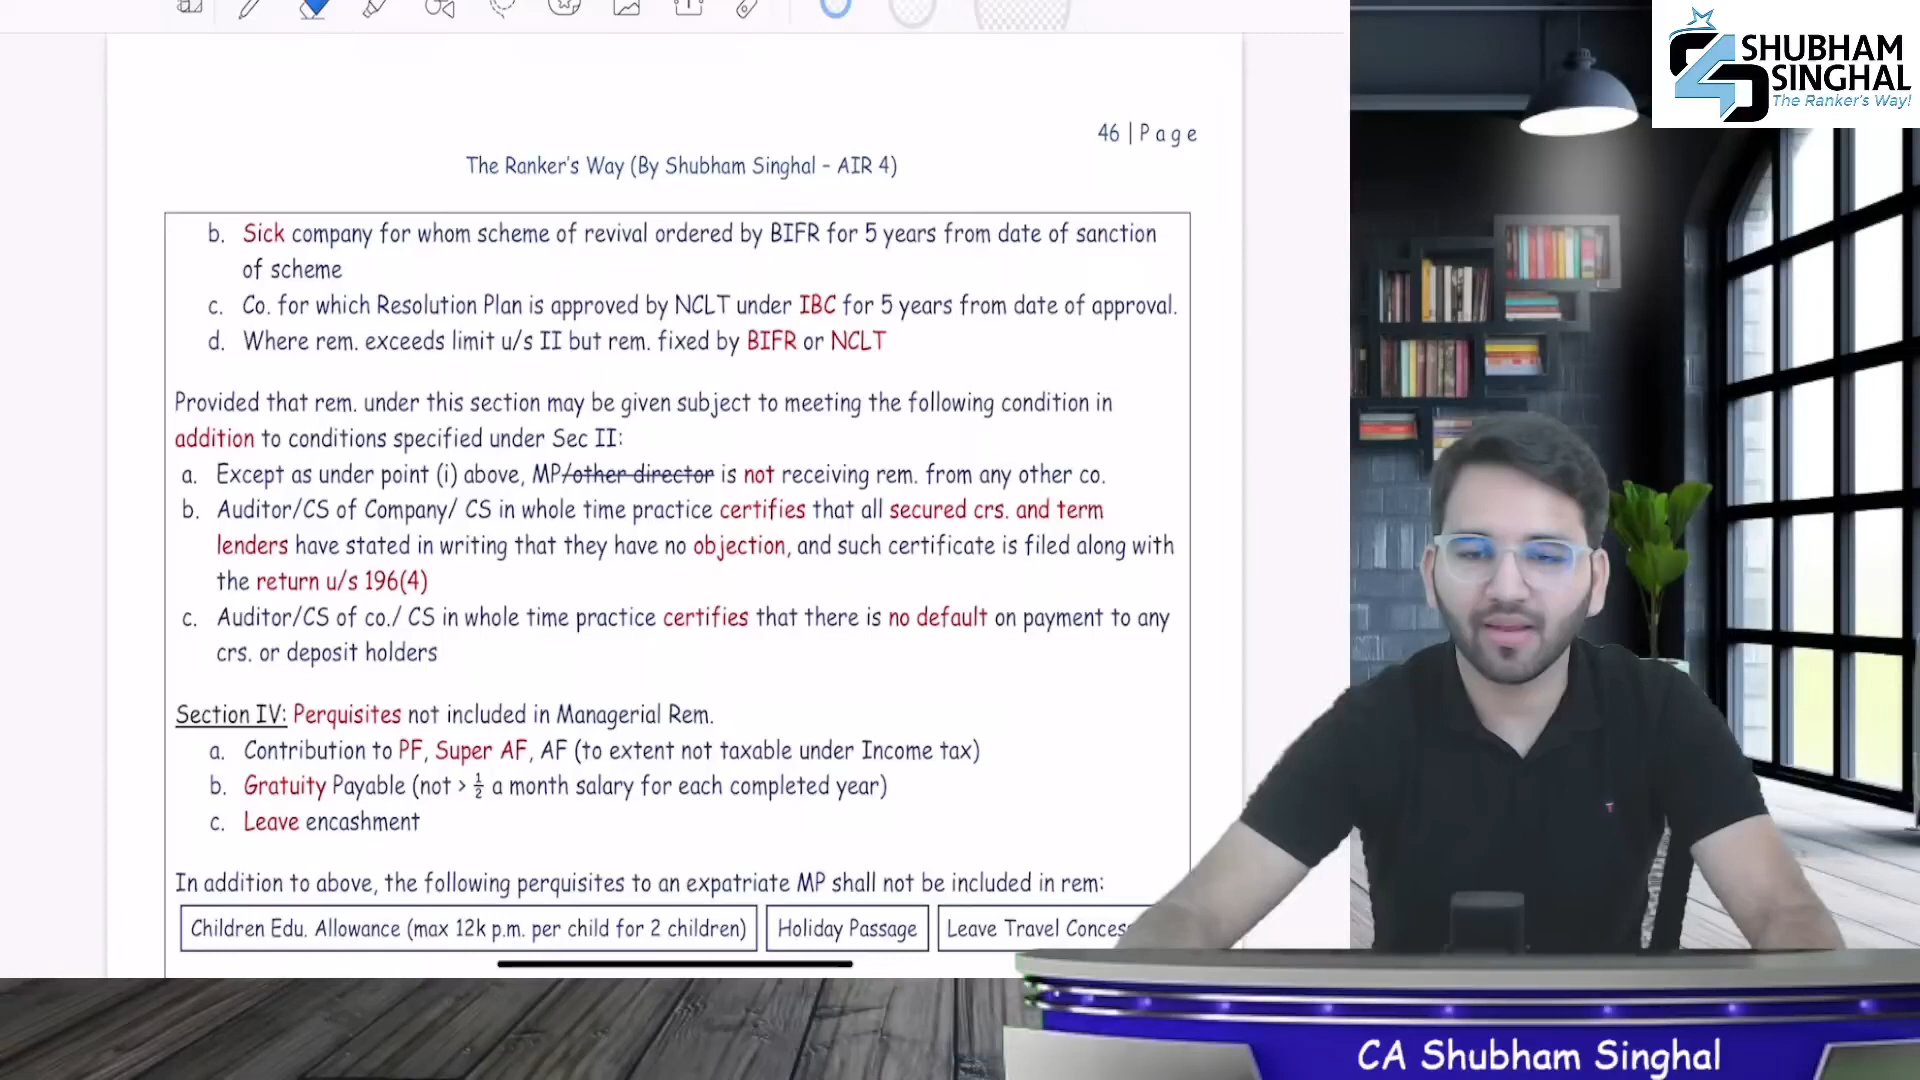 SHUBHAM
SINGHAL
The Ranker's Way!
46 | P a g e
The Ranker's Way (By Shubham Singhal – AIR 4)
b. Sick company for whom scheme of revival ordered by BIFR for 5 years from date of sanction
of scheme
c. Co. for which Resolution Plan is approved by NCLT under IBC for 5 years from date of approval.
d. Where rem. exceeds limit u/s II but rem. fixed by BIFR or NCLT
Provided that rem. under this section may be given subject to meeting the following condition in
addition to conditions specified under Sec II:
a. Except as under point (i) above, MP/other director is not receiving rem. from any other co.
b. Auditor/CS of Company/ CS in whole time practice certifies that all secured crs. and term
lenders have stated in writing that they have no objection, and such certificate is filed along with
the return u/s 196(4)
c. Auditor/CS of co./ CS in whole time practice certifies that there is no default on payment to any
crs. or deposit holders
Section IV: Perquisites not included in Managerial Rem.
a. Contribution to PF, Super AF, AF (to extent not taxable under Income tax)
b. Gratuity Payable (not > ½ a month salary for each completed year)
c. Leave encashment
In addition to above, the following perquisites to an expatriate MP shall not be included in rem:
Children Edu. Allowance (max 12k p.m. per child for 2 children) Holiday Passage Leave Travel
CA Shubham Singhal